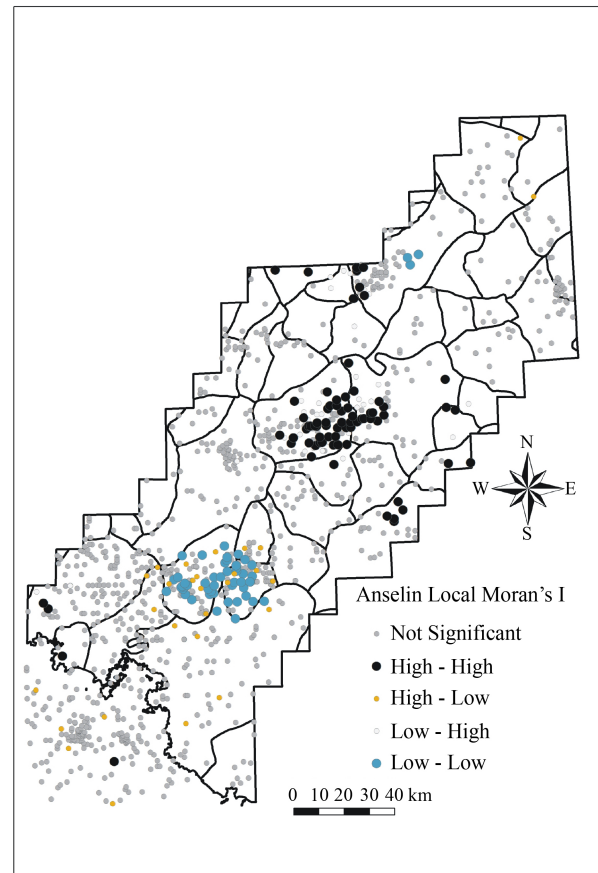 N
W E
S
Anselin Local Moran's I
Not Significant
High - High
High - Low
Low - High
Low - Low
0 10 20 30 40 km